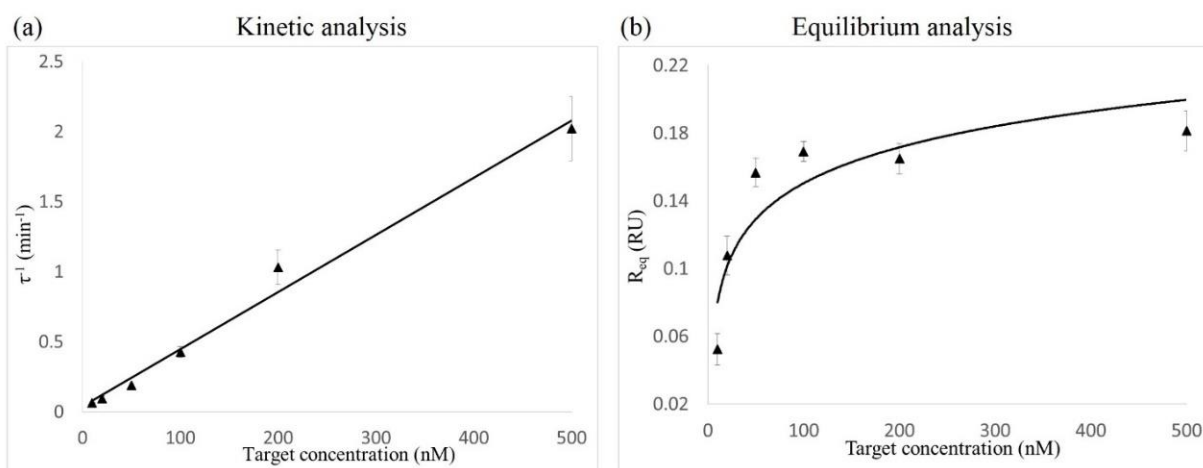 (a) Kinetic analysis
2.5
2
1.5
1
0.5
0
τ⁻¹ (min⁻¹)
0 100 200 300 400 500
Target concentration (nM)
(b) Equilibrium analysis
0.22
0.18
0.14
0.1
0.06
0.02
R_eq (RU)
0 100 200 300 400 500
Target concentration (nM)